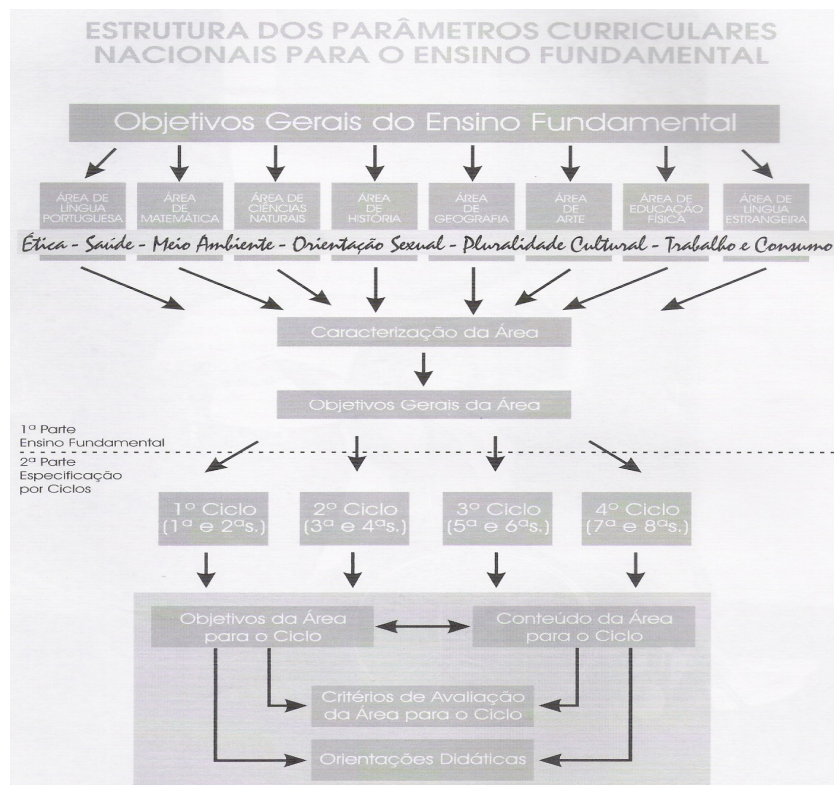 ESTRUTURA DOS PARÂMETROS CURRICULARES
NACIONAIS PARA O ENSINO FUNDAMENTAL
Objetivos Gerais do Ensino Fundamental
ÁREA DE
LÍNGUA
PORTUGUESA
ÁREA
DE
MATEMÁTICA
ÁREA DE
CIÊNCIAS
NATURAIS
ÁREA
DE
HISTÓRIA
ÁREA
DE
GEOGRAFIA
ÁREA
DE
ARTE
ÁREA DE
EDUCAÇÃO
FÍSICA
ÁREA DE
LÍNGUA
ESTRANGEIRA
Ética - Saúde - Meio Ambiente - Orientação Sexual - Pluralidade Cultural - Trabalho e Consumo
Caracterização da Área
Objetivos Gerais da Área
1ª Parte
Ensino Fundamental
2ª Parte
Especificação
por Ciclos
1º Ciclo
(1ª e 2ªs.)
2º Ciclo
(3ª e 4ªs.)
3º Ciclo
(5ª e 6ªs.)
4º Ciclo
(7ª e 8ªs.)
Objetivos da Área
para o Ciclo
Conteúdo da Área
para o Ciclo
Critérios de Avaliação
da Área para o Ciclo
Orientações Didáticas